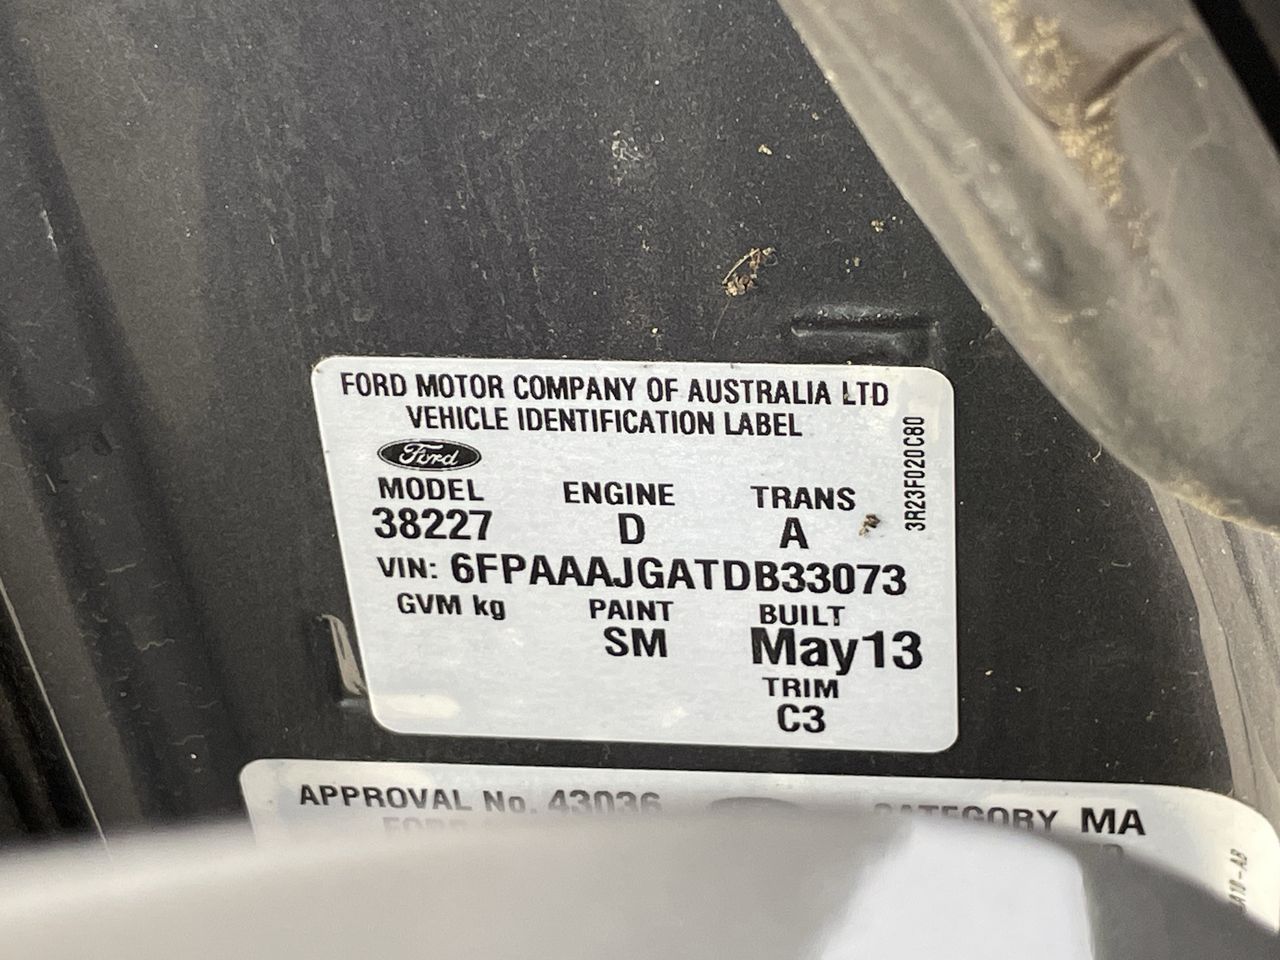 FORD MOTOR COMPANY OF AUSTRALIA LTD
VEHICLE IDENTIFICATION LABEL
Ford
3R23F020C80
MODEL ENGINE TRANS
38227 D A
VIN: 6FPAAAJGATDB33073
GVM kg PAINT BUILT
SM May13
TRIM
C3
APPROVAL No. 43036 CATEGORY MA
FORD